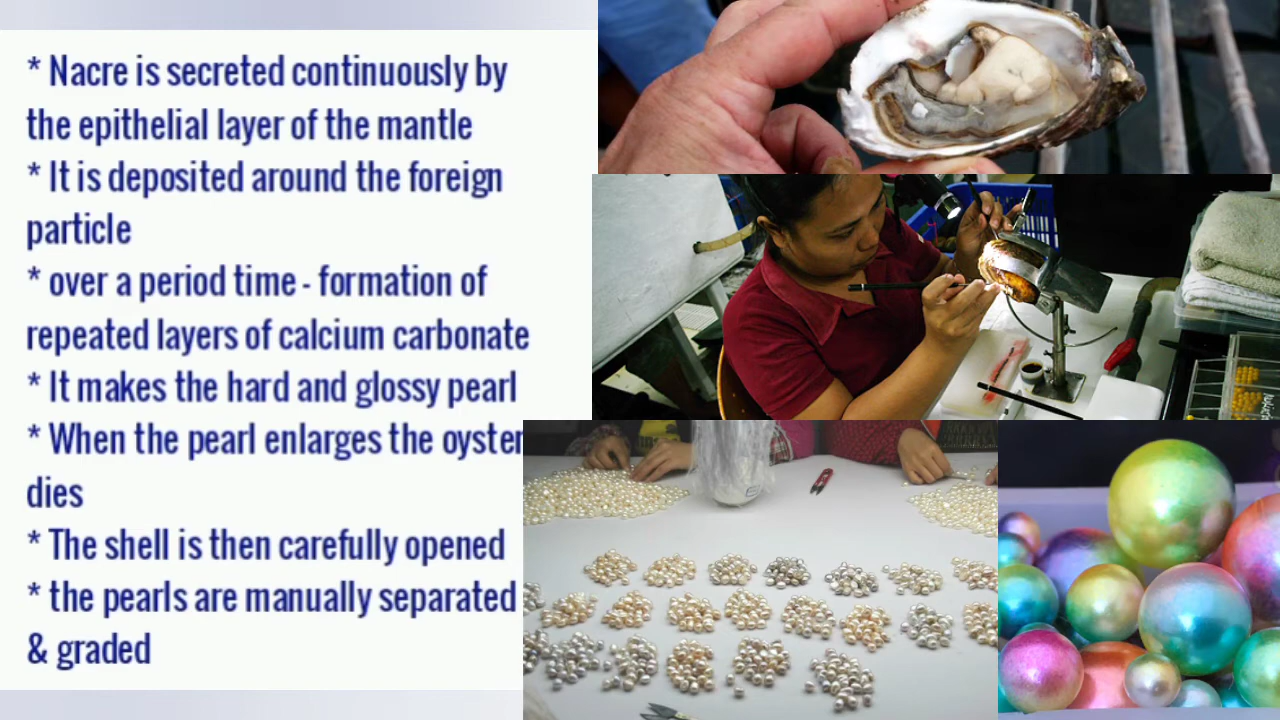 * Nacre is secreted continuously by
the epithelial layer of the mantle
* It is deposited around the foreign
particle
* over a period time - formation of
repeated layers of calcium carbonate
* It makes the hard and glossy pearl
* When the pearl enlarges the oyster
dies
* The shell is then carefully opened
* the pearls are manually separated
& graded